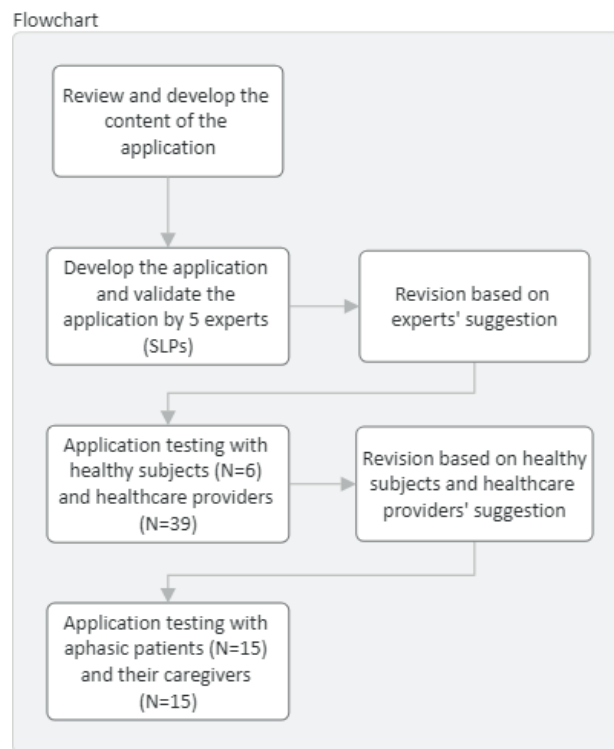 Flowchart
Review and develop the
content of the
application
Develop the application
and validate the
application by 5 experts
(SLPs)
Revision based on
experts' suggestion
Application testing with
healthy subjects (N=6)
and healthcare providers
(N=39)
Revision based on healthy
subjects and healthcare
providers' suggestion
Application testing with
aphasic patients (N=15)
and their caregivers
(N=15)